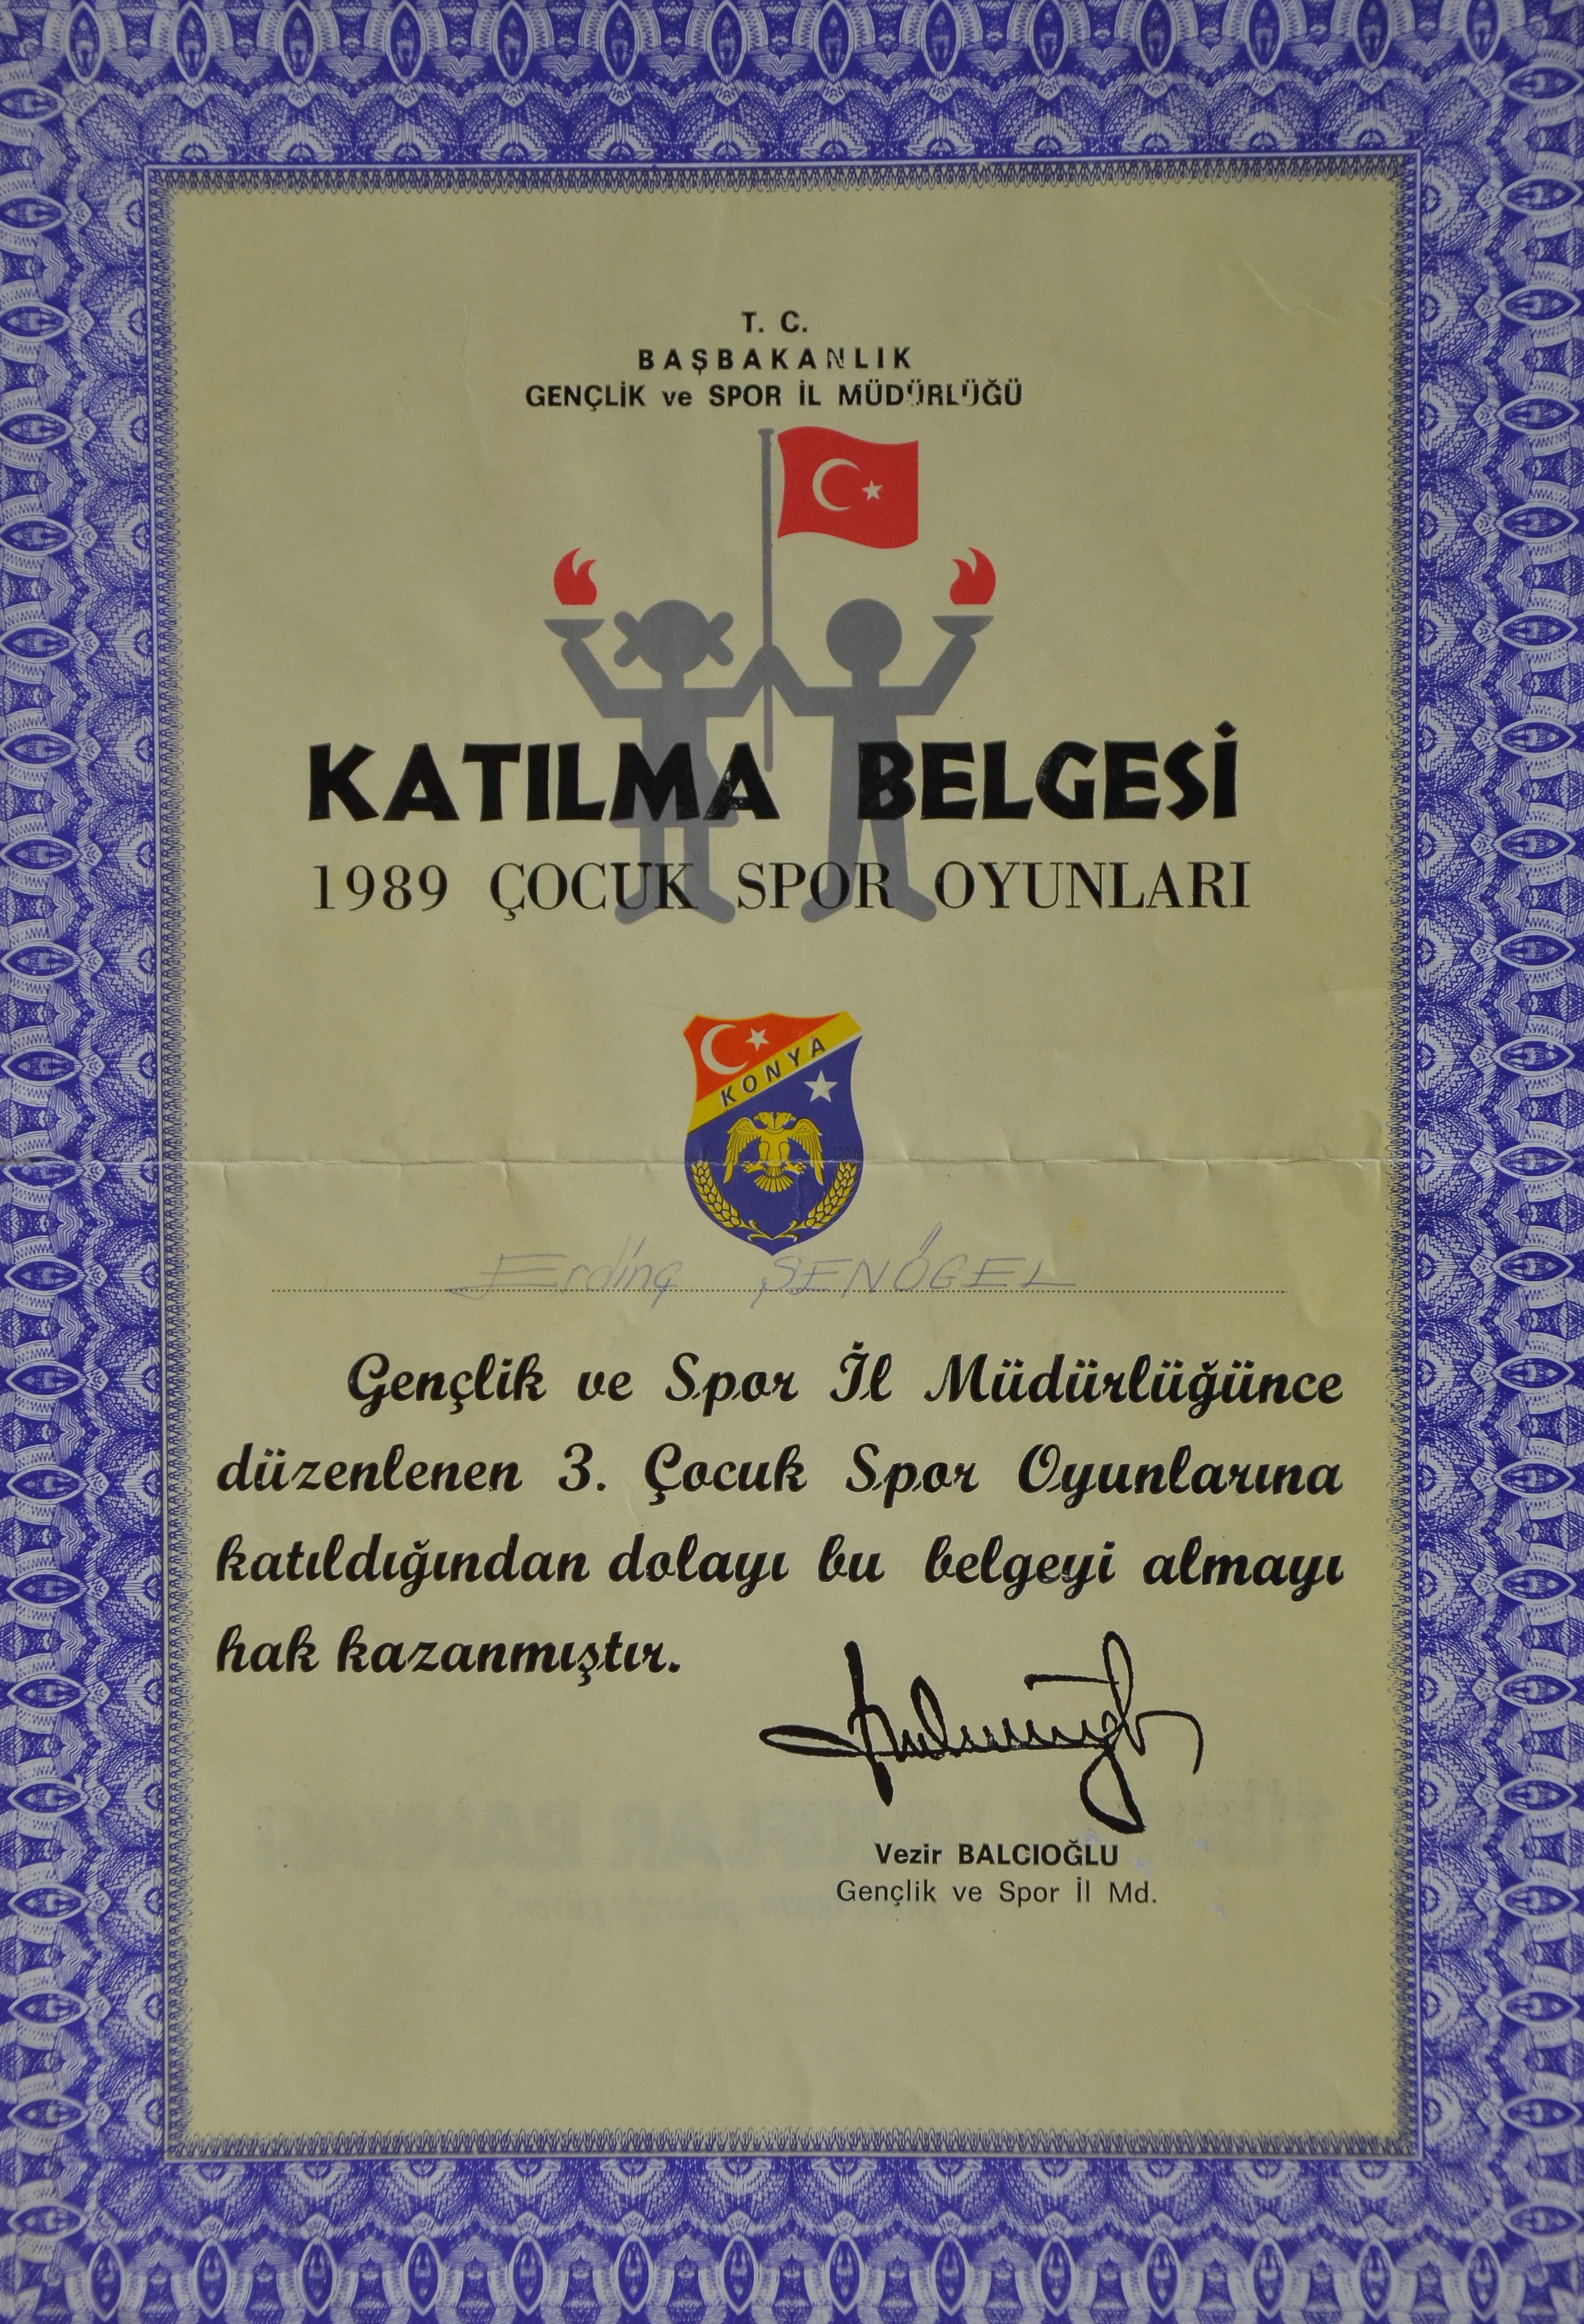 T. C.
BAŞBAKANLIK
GENÇLİK ve SPOR İL MÜDÜRLÜĞÜ
KATILMA BELGESİ
1989 ÇOCUK SPOR OYUNLARI
KONYA
Erdinç ŞENÖGEL
Gençlik ve Spor İl Müdürlüğünce
düzenlenen 3. Çocuk Spor Oyunlarına
katıldığından dolayı bu belgeyi almayı
hak kazanmıştır.
Vezir BALCIOĞLU
Gençlik ve Spor İl Md.